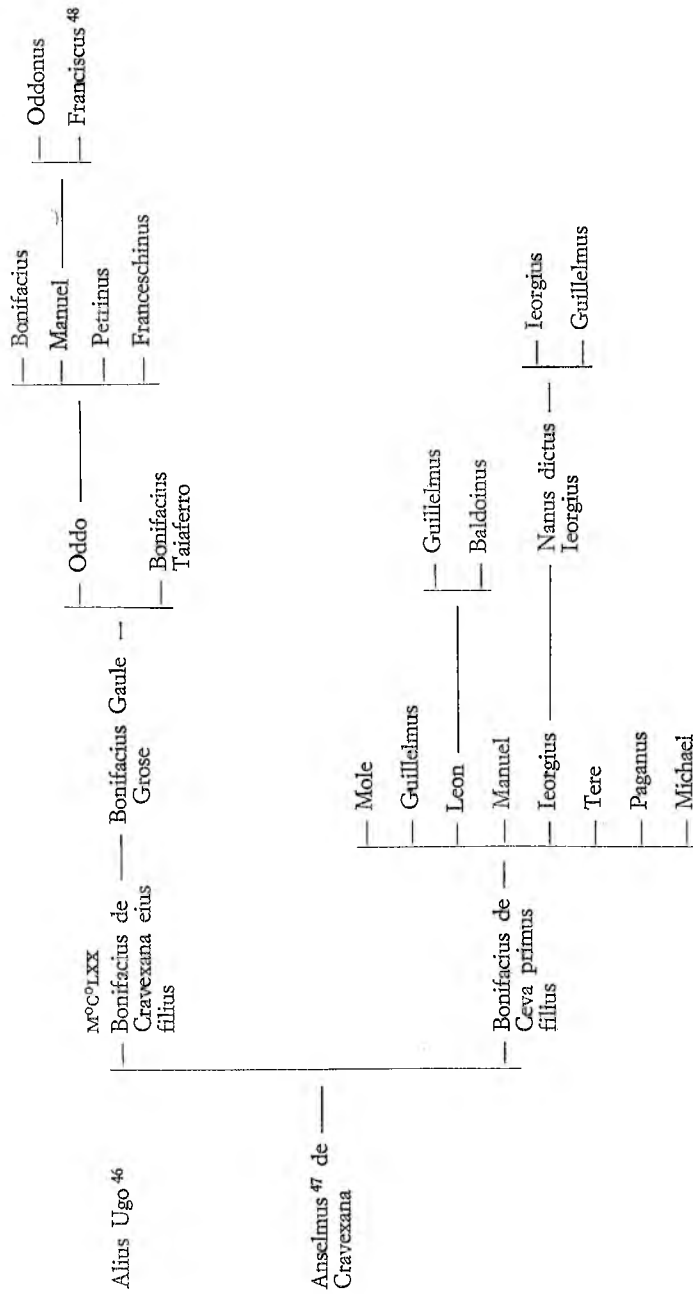 Alius Ugo 46
Anselmus 47 de
Cravexana
M°C°LXX
Bonifacius de
Cravexana eius
filius
Bonifacius de
Ceva primus
filius
Bonifacius Gaule
Grose
Oddo
Bonifacius
Taiaferro
Bonifacius
Manuel
Petrinus
Franceschinus
Oddonus
Franciscus 48
Mole
Guillelmus
Leon
Manuel
Ieorgius
Tere
Paganus
Michael
Guillielmus
Baldoinus
Nanus dictus
Ieorgius
Ieorgius
Guillelmus